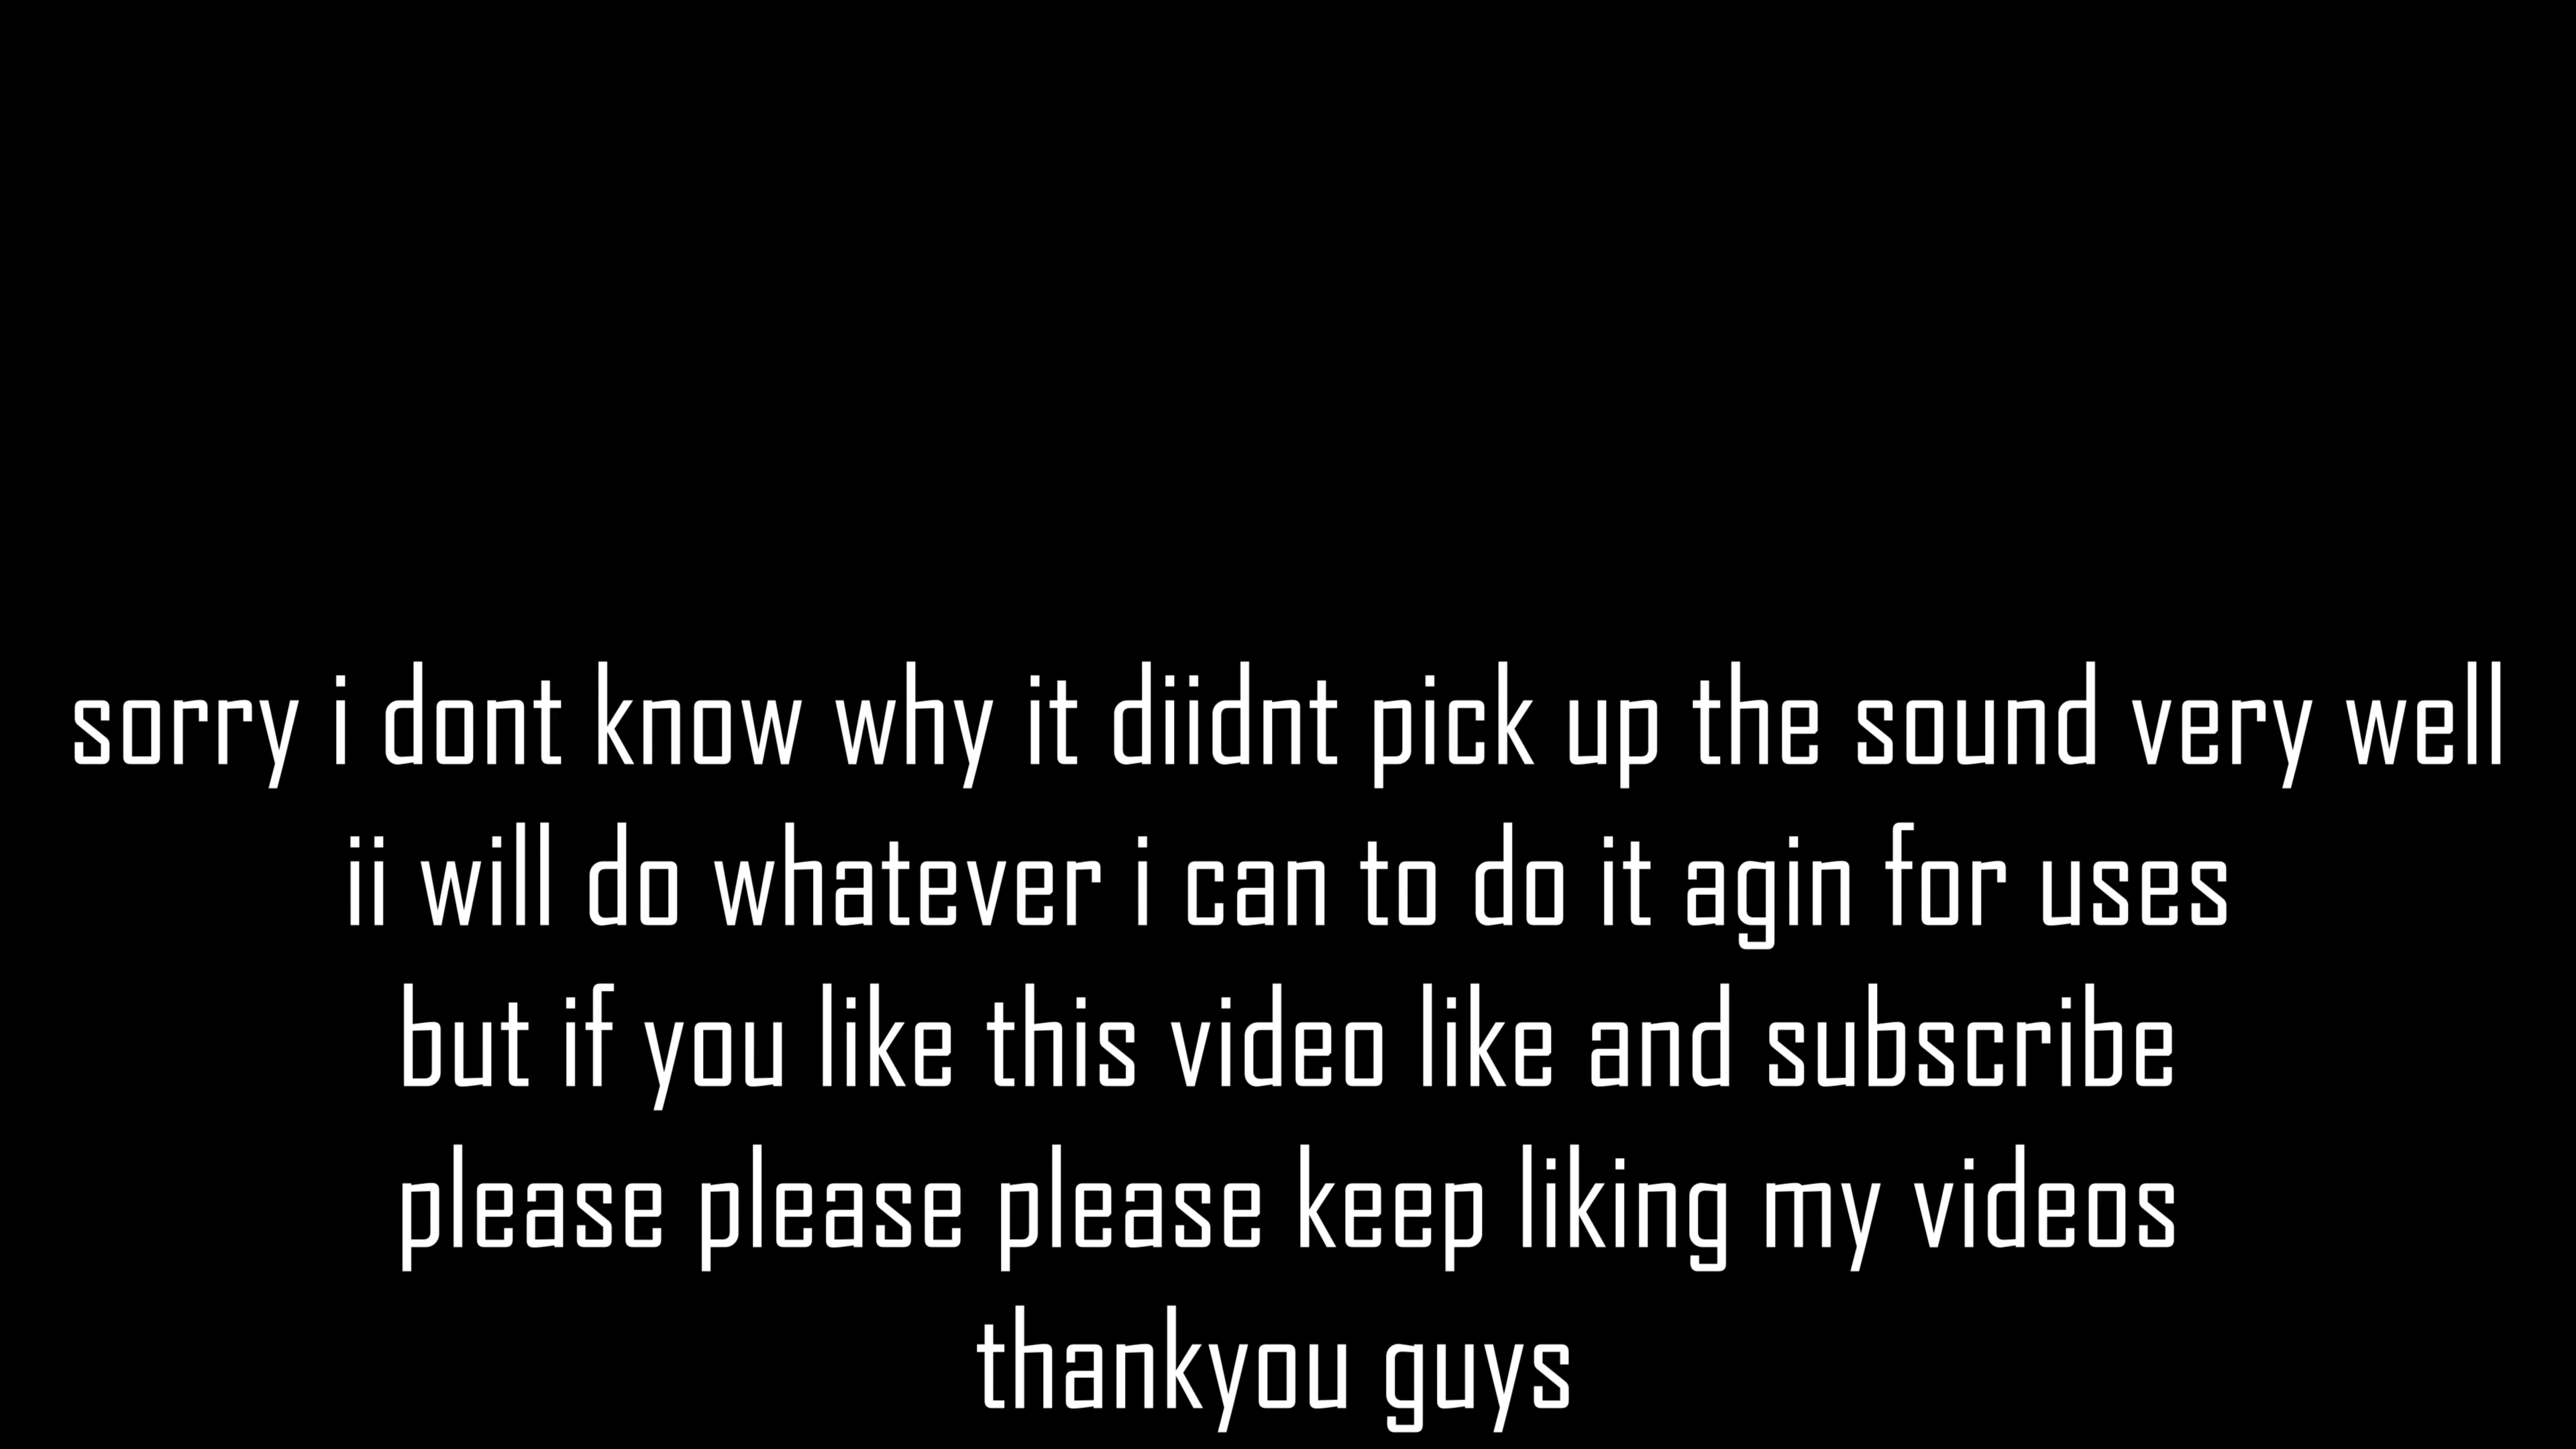 sorry i dont know why it diidnt pick up the sound very well
ii will do whatever i can to do it agin for uses
but if you like this video like and subscribe
please please please keep liking my videos
thankyou guys